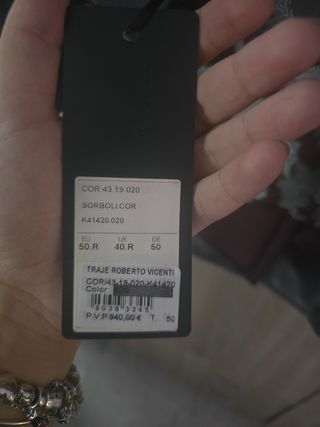 COR 43.19.020
SORBOLI.COR
K41420.020
EU UK DE
50.R 40.R 50
TRAJE ROBERTO VICENTI
COR/43-19-020-K41420
Color:
P.V.P 940,00 € T. 50